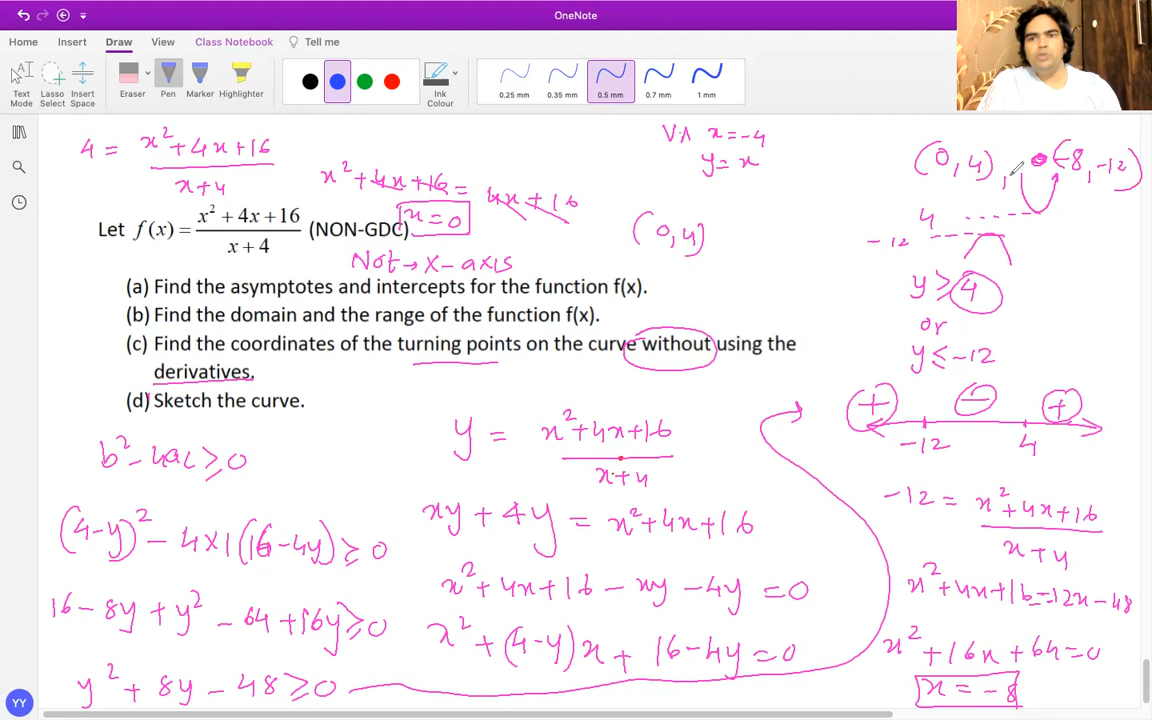 OneNote
Home Insert Draw View Class Notebook Tell me
Text Mode
Lasso Select
Insert Space
Eraser
Pen
Marker
Highlighter
Ink Colour
0.25 mm
0.35 mm
0.5 mm
0.7 mm
1 mm
4 = x²+4x+16 / x+4
x²+4x+16 = 4x+16
x=0
V.A x=-4
y= x
(0,4)
(0,4), (-8,-12)
4
-12
Let f(x) = x² + 4x + 16 / x + 4 (NON-GDC)
Not → x-axis
(a) Find the asymptotes and intercepts for the function f(x).
(b) Find the domain and the range of the function f(x).
(c) Find the coordinates of the turning points on the curve without using the
derivatives.
(d) Sketch the curve.
y ≥ 4
or
y ≤ -12
+ - +
-12 4
b²-4ac ≥ 0
(4-y)² - 4×1(16-4y) ≥ 0
16 - 8y + y² - 64 + 16y ≥ 0
y² + 8y - 48 ≥ 0
y = x²+4x+16 / x+4
xy + 4y = x²+4x+16
x²+4x+16 - xy - 4y = 0
x² + (4-y)x + 16-4y = 0
-12 = x²+4x+16 / x+4
x²+4x+16=-12x-48
x²+16x+64=0
x = -8
YY